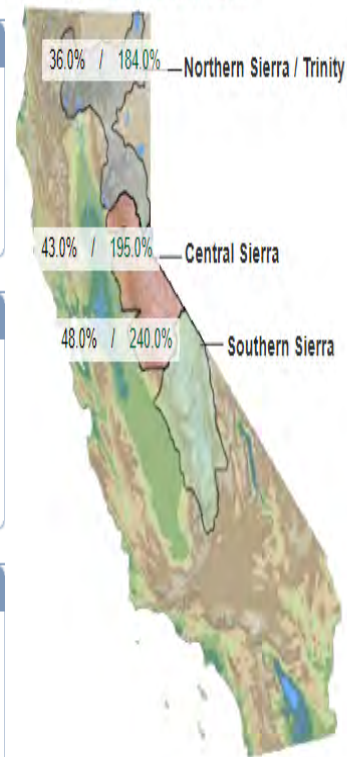 36.0% / 184.0% Northern Sierra / Trinity
43.0% / 195.0% Central Sierra
48.0% / 240.0% Southern Sierra